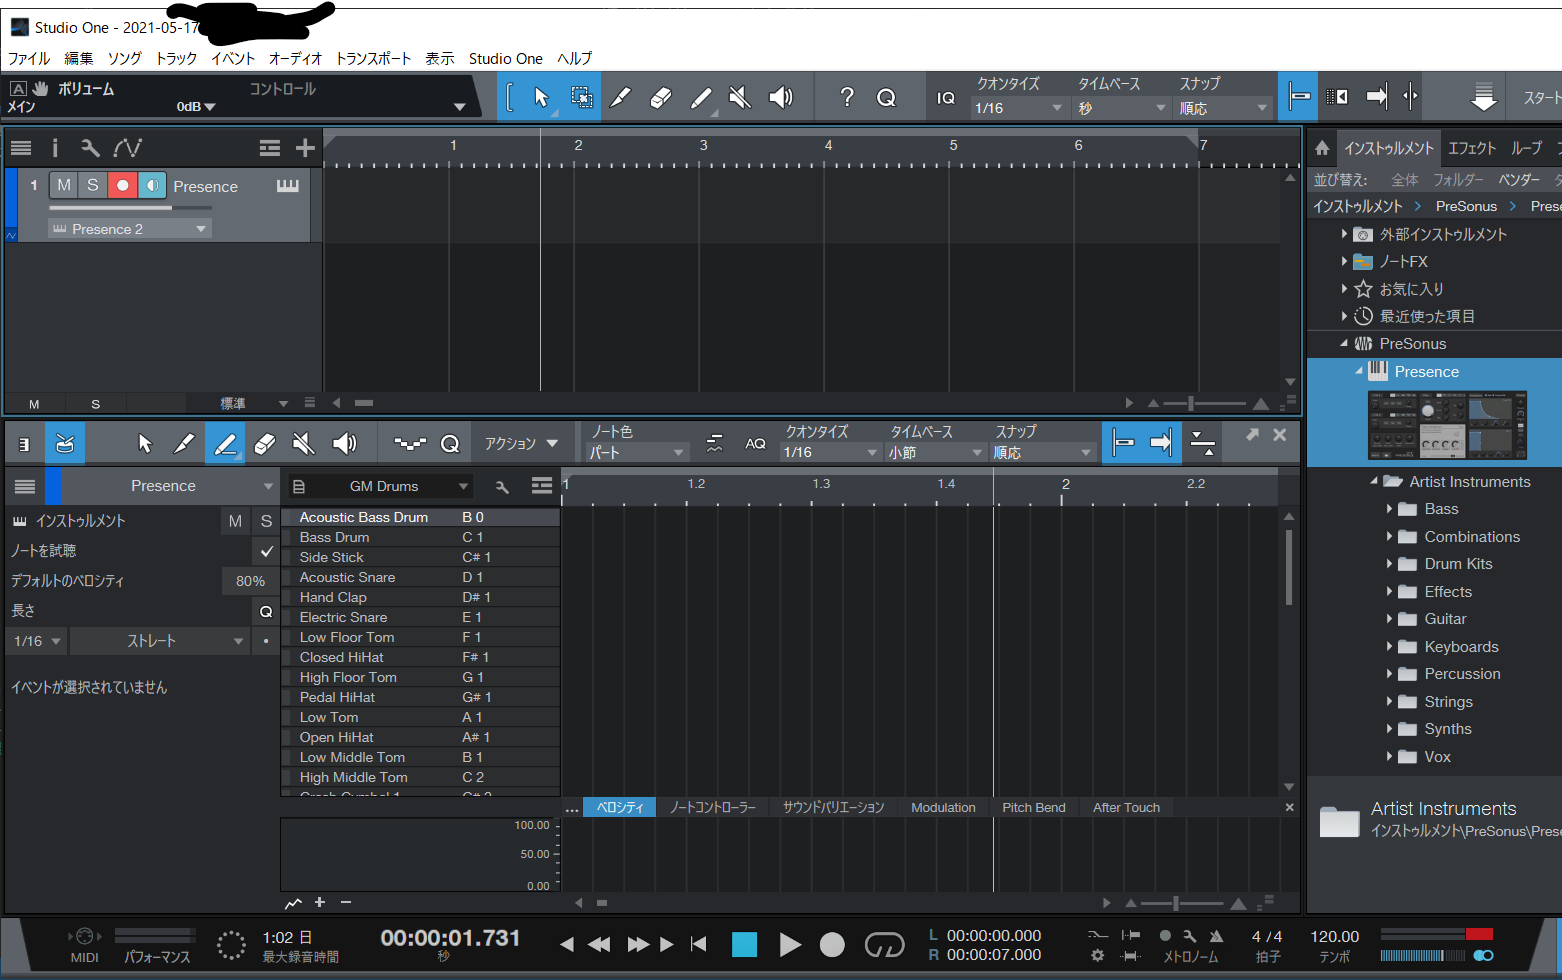 Studio One - 2021-05-17
ファイル 編集 ソング トラック イベント オーディオ トランスポート 表示 Studio One ヘルプ
A ボリューム コントロール
メイン 0dB
? Q IQ
クオンタイズ タイムベース スナップ
1/16 秒 順応
スタート
i
1 2 3 4 5 6 7
1 M S Presence
Presence 2
M S 標準
インストゥルメント エフェクト ループ
並び替え: 全体 フォルダー ベンダー
インストゥルメント > PreSonus > Prese
外部インストゥルメント
ノートFX
お気に入り
最近使った項目
PreSonus
Presence
Artist Instruments
Bass
Combinations
Drum Kits
Effects
Guitar
Keyboards
Percussion
Strings
Synths
Vox
Artist Instruments
インストゥルメント\PreSonus\Prese
Q アクション
ノート色
パート
AQ
クオンタイズ タイムベース スナップ
1/16 小節 順応
Presence
GM Drums
1 1.2 1.3 1.4 2 2.2
インストゥルメント M S
ノートを試聴
デフォルトのベロシティ 80%
長さ Q
1/16 ストレート
イベントが選択されていません
Acoustic Bass Drum B 0
Bass Drum C 1
Side Stick C# 1
Acoustic Snare D 1
Hand Clap D# 1
Electric Snare E 1
Low Floor Tom F 1
Closed HiHat F# 1
High Floor Tom G 1
Pedal HiHat G# 1
Low Tom A 1
Open HiHat A# 1
Low Middle Tom B 1
High Middle Tom C 2
Crash Cymbal 1 C# 2
... ベロシティ ノートコントローラー サウンドバリエーション Modulation Pitch Bend After Touch
100.00
50.00
0.00
MIDI
パフォーマンス
1:02 日
最大録音時間
00:00:01.731
秒
L 00:00:00.000
R 00:00:07.000
メトロノーム
4 / 4
拍子
120.00
テンポ